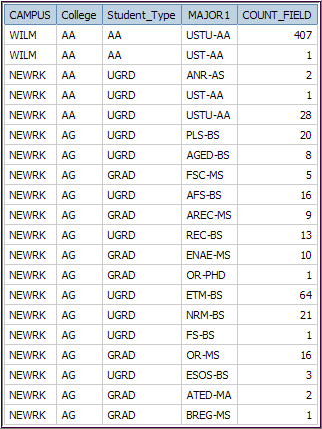 CAMPUS College Student_Type MAJOR1 COUNT_FIELD
WILM AA AA USTU-AA 407
WILM AA AA UST-AA 1
NEWRK AA UGRD ANR-AS 2
NEWRK AA UGRD UST-AA 1
NEWRK AA UGRD USTU-AA 28
NEWRK AG UGRD PLS-BS 20
NEWRK AG UGRD AGED-BS 8
NEWRK AG GRAD FSC-MS 5
NEWRK AG UGRD AFS-BS 16
NEWRK AG GRAD AREC-MS 9
NEWRK AG UGRD REC-BS 13
NEWRK AG GRAD ENAE-MS 10
NEWRK AG GRAD OR-PHD 1
NEWRK AG UGRD ETM-BS 64
NEWRK AG UGRD NRM-BS 21
NEWRK AG UGRD FS-BS 1
NEWRK AG GRAD OR-MS 16
NEWRK AG UGRD ESOS-BS 3
NEWRK AG GRAD ATED-MA 2
NEWRK AG GRAD BREG-MS 1